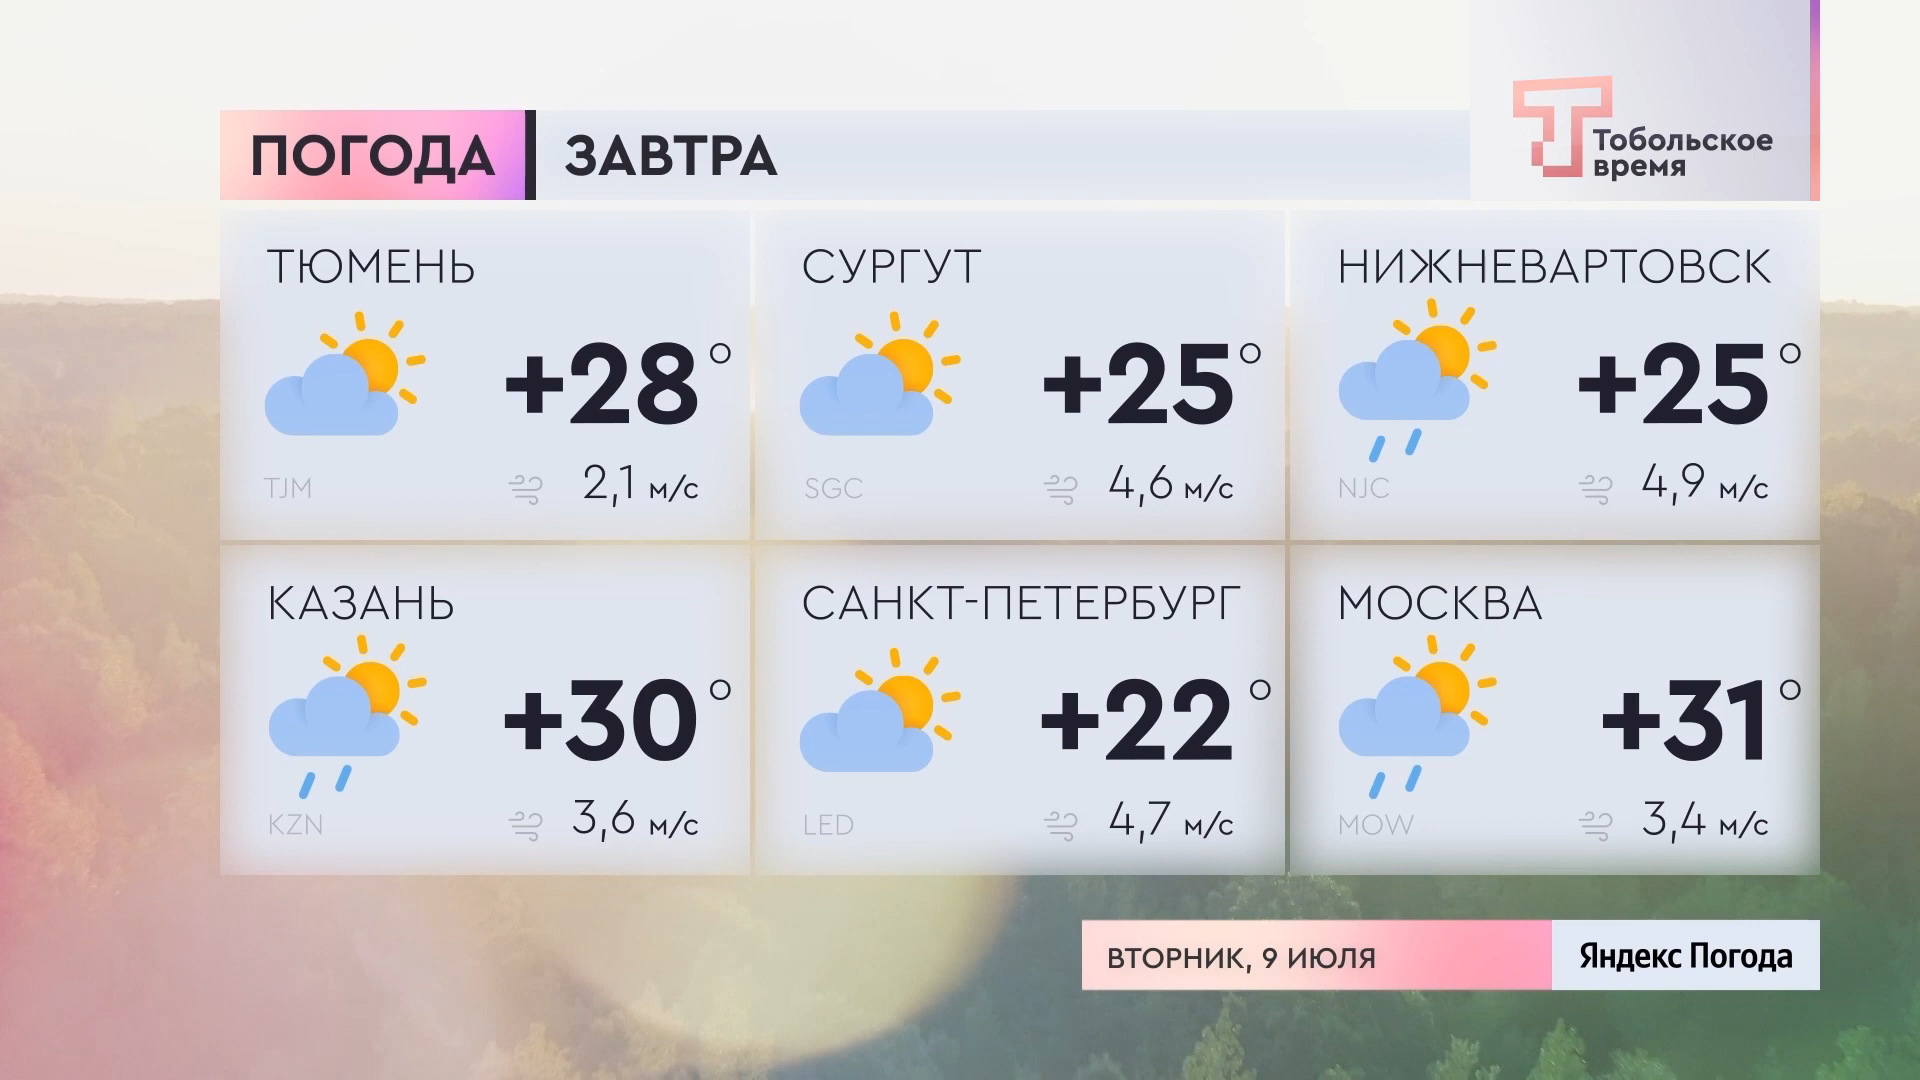 ПОГОДА ЗАВТРА
Тобольское
время
ТЮМЕНЬ
+28°
TJM 2,1 м/с
СУРГУТ
+25°
SGC 4,6 м/с
НИЖНЕВАРТОВСК
+25°
NJC 4,9 м/с
КАЗАНЬ
+30°
KZN 3,6 м/с
САНКТ-ПЕТЕРБУРГ
+22°
LED 4,7 м/с
МОСКВА
+31°
MOW 3,4 м/с
ВТОРНИК, 9 ИЮЛЯ Яндекс Погода